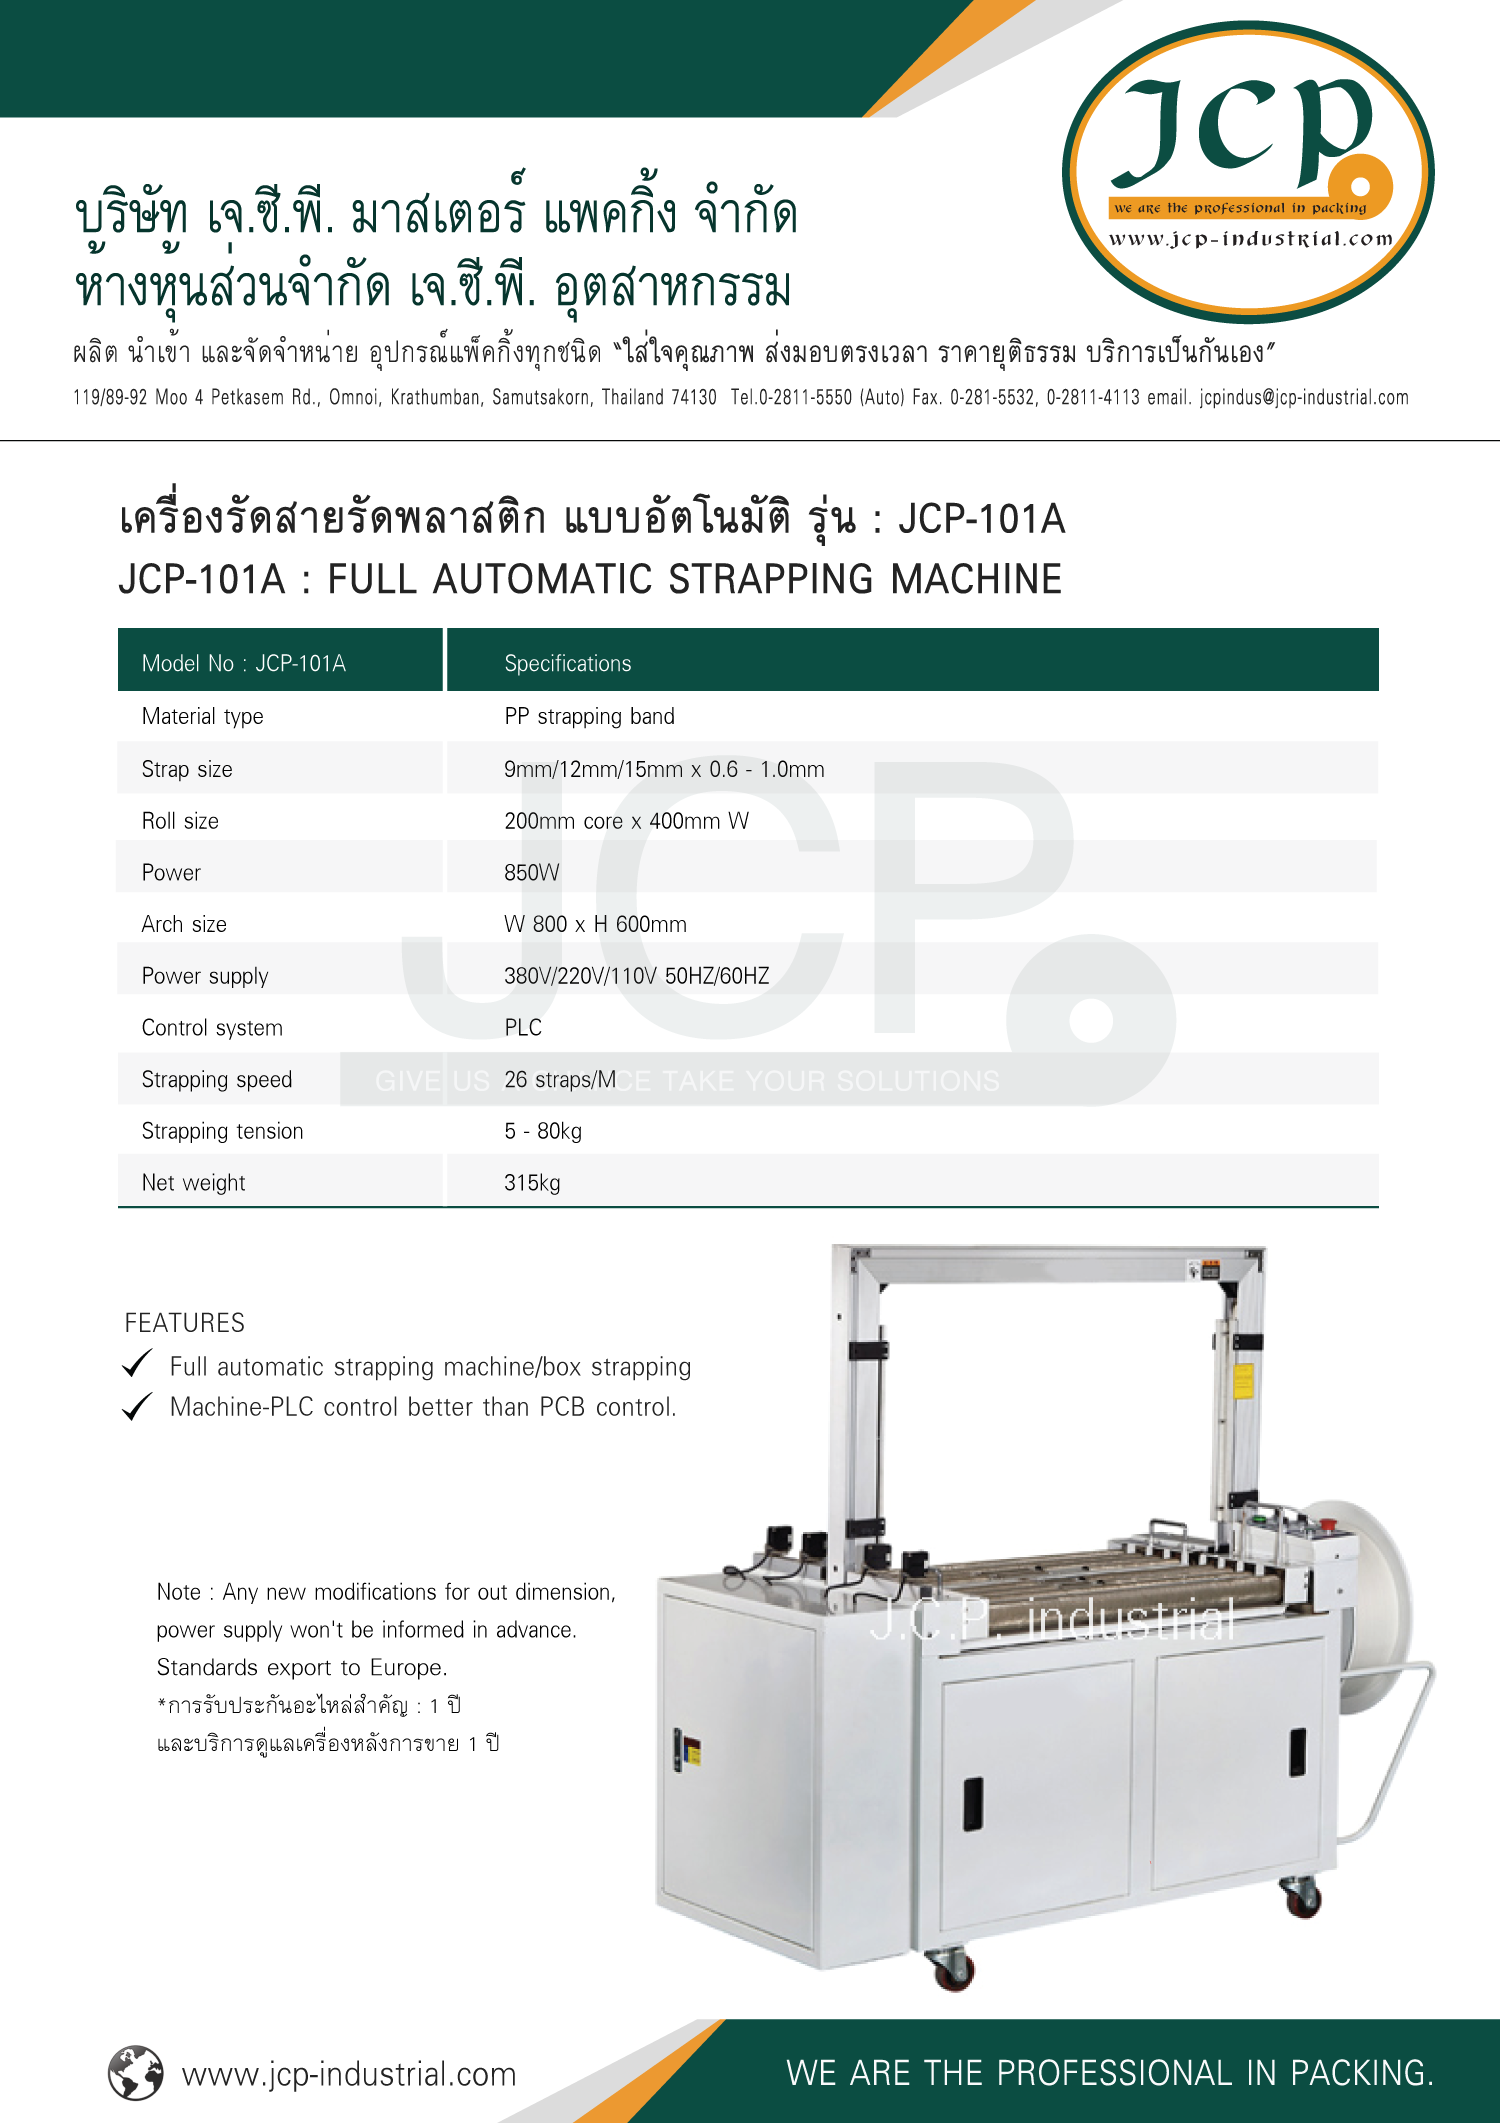 JCP
we are the professional in packing
www.jcp-industrial.com
บริษัท เจ.ซี.พี. มาสเตอร์ แพคกิ้ง จำกัด
ห้างหุ้นส่วนจำกัด เจ.ซี.พี. อุตสาหกรรม
ผลิต นำเข้า และจัดจำหน่าย อุปกรณ์แพ็คกิ้งทุกชนิด “ใส่ใจคุณภาพ ส่งมอบตรงเวลา ราคายุติธรรม บริการเป็นกันเอง”
119/89-92 Moo 4 Petkasem Rd., Omnoi, Krathumban, Samutsakorn, Thailand 74130 Tel.0-2811-5550 (Auto) Fax. 0-281-5532, 0-2811-4113 email. jcpindus@jcp-industrial.com
เครื่องรัดสายรัดพลาสติก แบบอัตโนมัติ รุ่น : JCP-101A
JCP-101A : FULL AUTOMATIC STRAPPING MACHINE
Model No : JCP-101A Specifications
Material type PP strapping band
Strap size 9mm/12mm/15mm x 0.6 - 1.0mm
Roll size 200mm core x 400mm W
Power 850W
Arch size W 800 x H 600mm
Power supply 380V/220V/110V 50HZ/60HZ
Control system PLC
Strapping speed 26 straps/M
Strapping tension 5 - 80kg
Net weight 315kg
JCP
GIVE US A CHANCE TAKE YOUR SOLUTIONS
FEATURES
Full automatic strapping machine/box strapping
Machine-PLC control better than PCB control.
Note : Any new modifications for out dimension,
power supply won't be informed in advance.
Standards export to Europe.
*การรับประกันอะไหล่สำคัญ : 1 ปี
และบริการดูแลเครื่องหลังการขาย 1 ปี
J.C.P. industrial
www.jcp-industrial.com
WE ARE THE PROFESSIONAL IN PACKING.